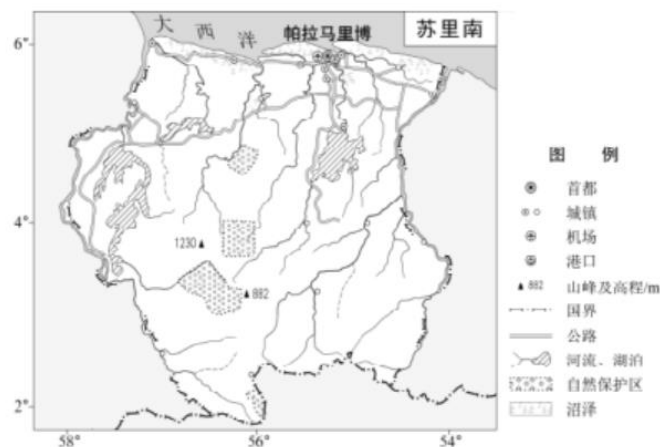 大西洋
帕拉马里博
苏里南
6°
4°
1230
882
2°
58°
56°
54°
图 例
首都
城镇
机场
港口
882 山峰及高程/m
国界
公路
河流、湖泊
自然保护区
沼泽